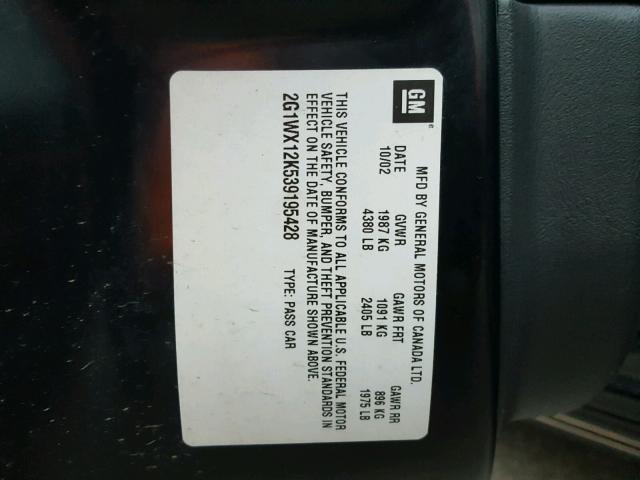 GM
MFD BY GENERAL MOTORS OF CANADA LTD.
DATE GVWR GAWR FRT GAWR RR
10/02 1987 KG 1091 KG 896 KG
4380 LB 2405 LB 1975 LB
THIS VEHICLE CONFORMS TO ALL APPLICABLE U.S. FEDERAL MOTOR
VEHICLE SAFETY, BUMPER, AND THEFT PREVENTION STANDARDS IN
EFFECT ON THE DATE OF MANUFACTURE SHOWN ABOVE.
2G1WX12K539195428 TYPE: PASS CAR